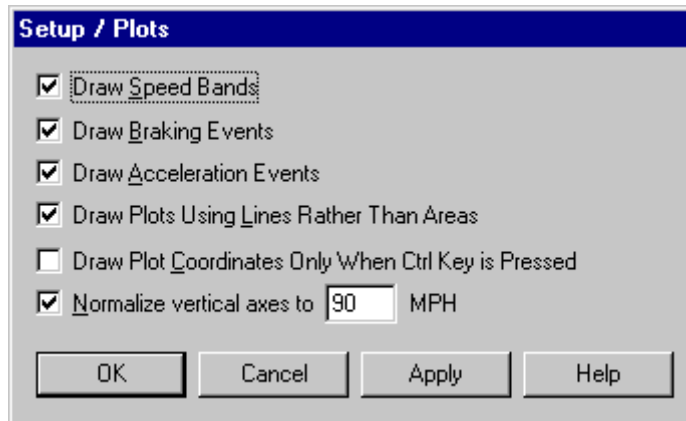 Setup / Plots
Draw Speed Bands
Draw Braking Events
Draw Acceleration Events
Draw Plots Using Lines Rather Than Areas
Draw Plot Coordinates Only When Ctrl Key is Pressed
Normalize vertical axes to 90 MPH
OK Cancel Apply Help